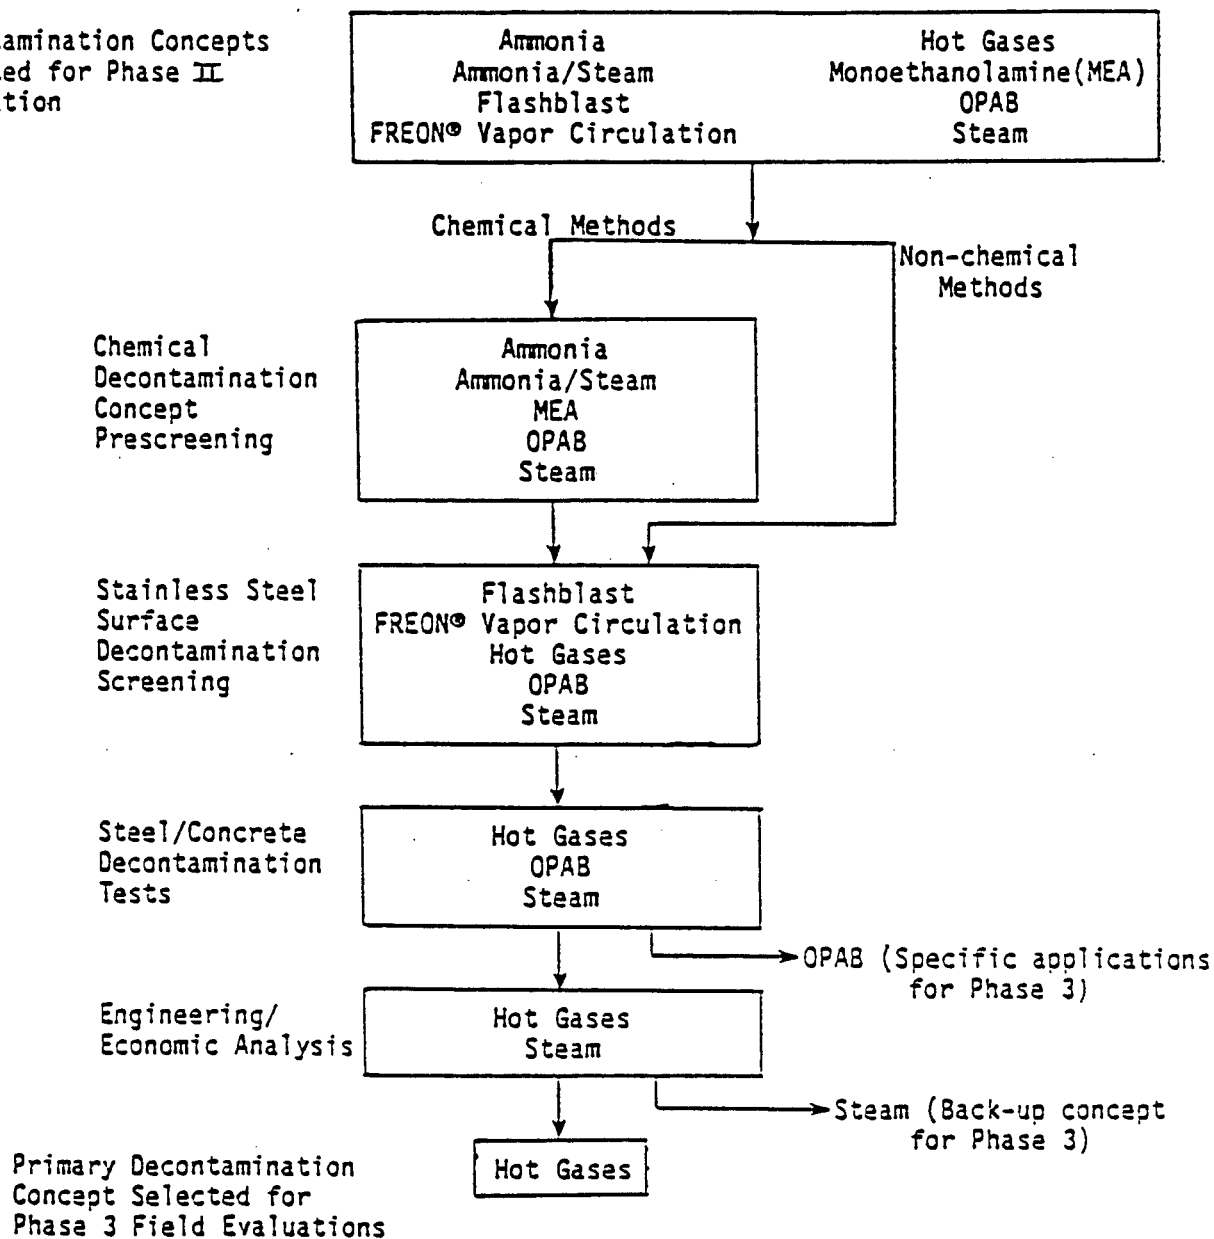 amination Concepts
ed for Phase II
tion
Ammonia
Ammonia/Steam
Flashblast
FREON® Vapor Circulation
Hot Gases
Monoethanolamine(MEA)
OPAB
Steam
Chemical Methods
Non-chemical
Methods
Chemical
Decontamination
Concept
Prescreening
Ammonia
Ammonia/Steam
MEA
OPAB
Steam
Stainless Steel
Surface
Decontamination
Screening
Flashblast
FREON® Vapor Circulation
Hot Gases
OPAB
Steam
Steel/Concrete
Decontamination
Tests
Hot Gases
OPAB
Steam
OPAB (Specific applications
for Phase 3)
Engineering/
Economic Analysis
Hot Gases
Steam
Steam (Back-up concept
for Phase 3)
Primary Decontamination
Concept Selected for
Phase 3 Field Evaluations
Hot Gases